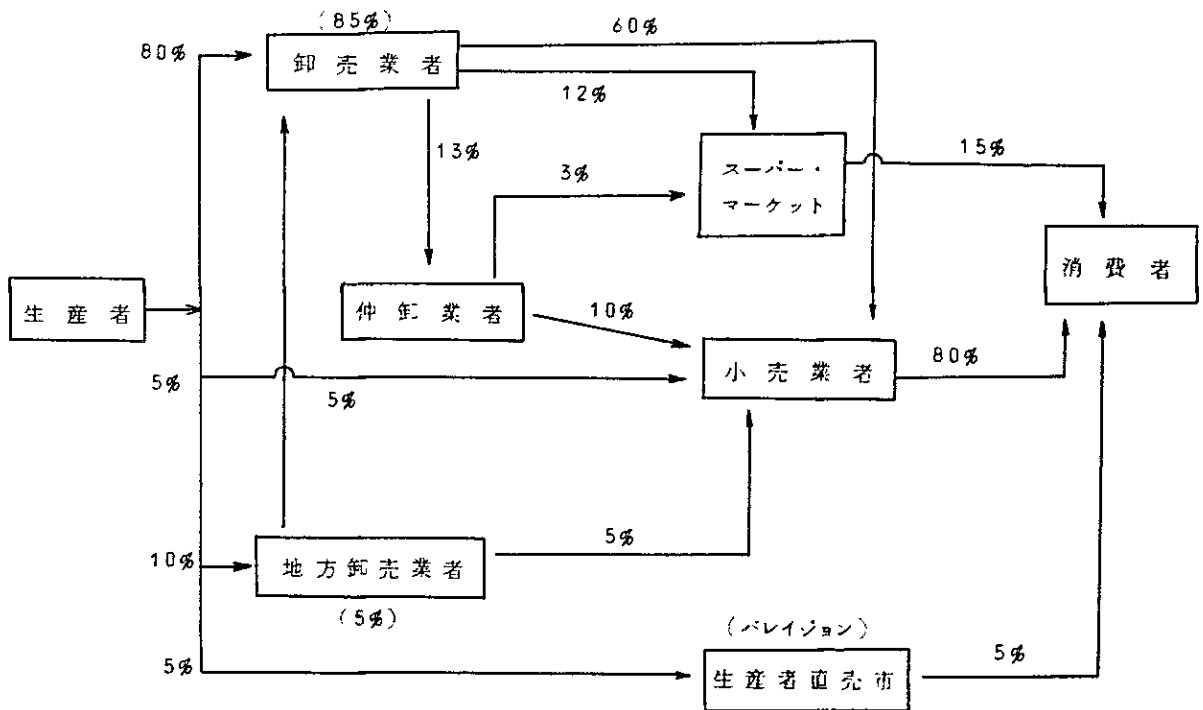 (85%)
60%
80%
卸売業者
12%
13%
スーパー・
マーケット
15%
3%
消費者
生産者
仲卸業者
10%
小売業者
80%
5%
5%
10%
地方卸売業者
5%
(5%)
(バレイジョン)
5%
生産者直売市
5%